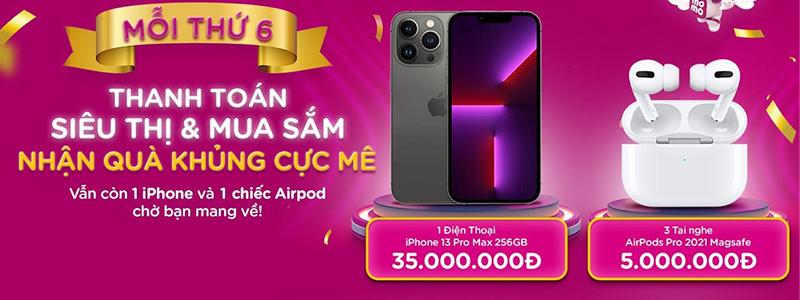 MỖI THỨ 6
THANH TOÁN
SIÊU THỊ & MUA SẮM
NHẬN QUÀ KHỦNG CỰC MÊ
Vẫn còn 1 iPhone và 1 chiếc Airpod
chờ bạn mang về!
1 Điện Thoại
iPhone 13 Pro Max 256GB
35.000.000Đ
mo
mo
3 Tai nghe
AirPods Pro 2021 Magsafe
5.000.000Đ